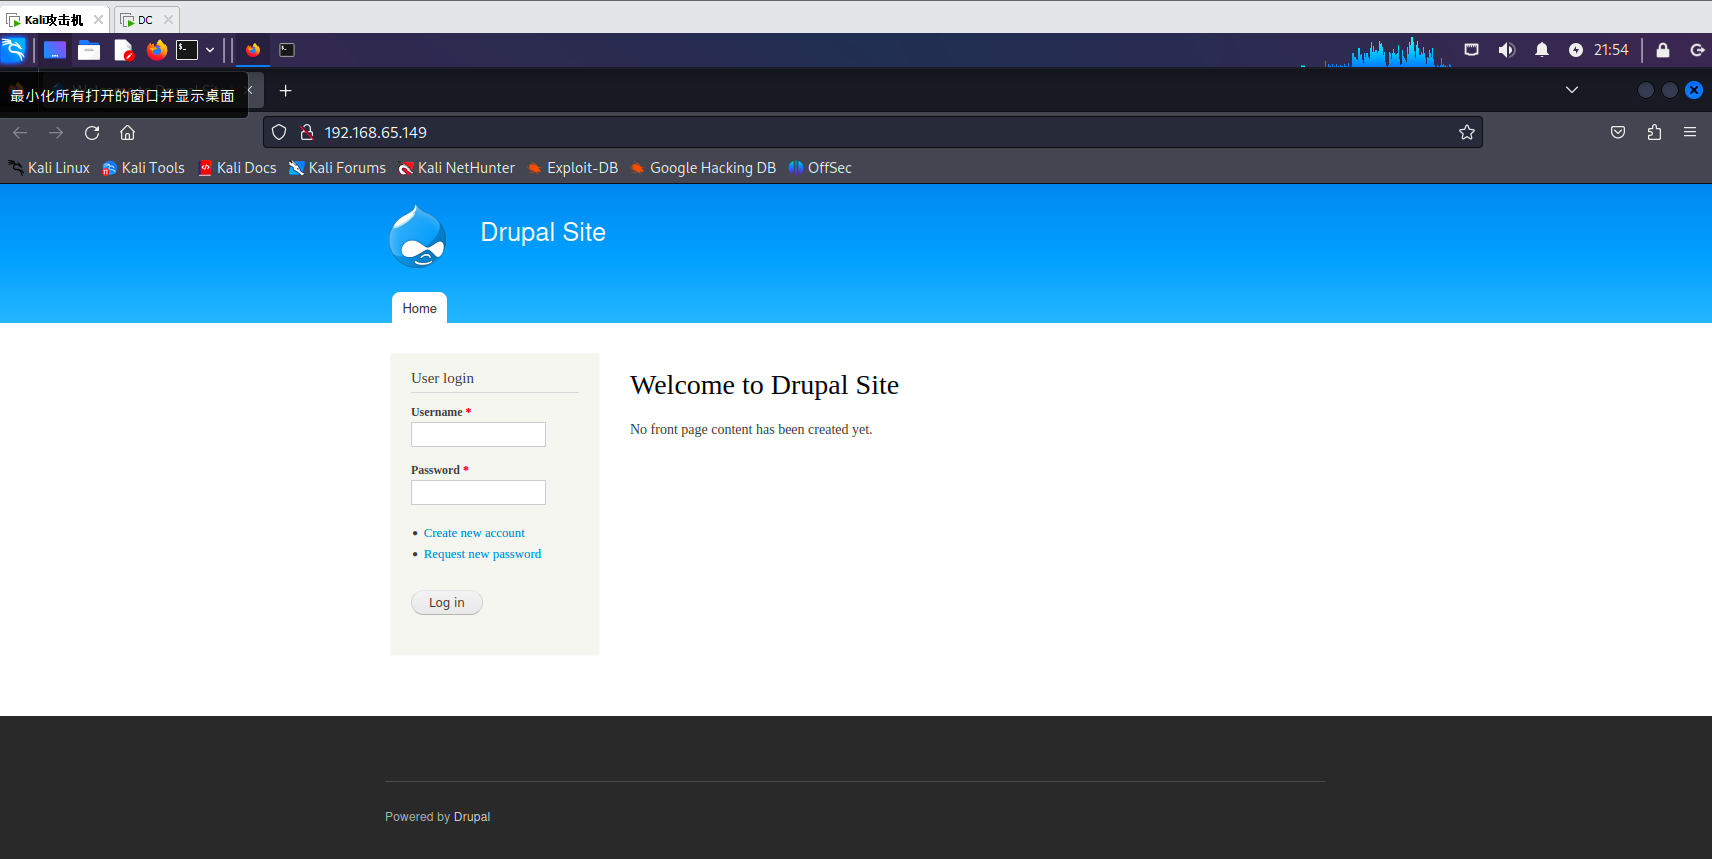 Kali攻击机
DC
21:54
最小化所有打开的窗口并显示桌面
192.168.65.149
Kali Linux Kali Tools Kali Docs Kali Forums Kali NetHunter Exploit-DB Google Hacking DB OffSec
Drupal Site
Home
User login
Username *
Password *
Create new account
Request new password
Log in
Welcome to Drupal Site
No front page content has been created yet.
Powered by Drupal